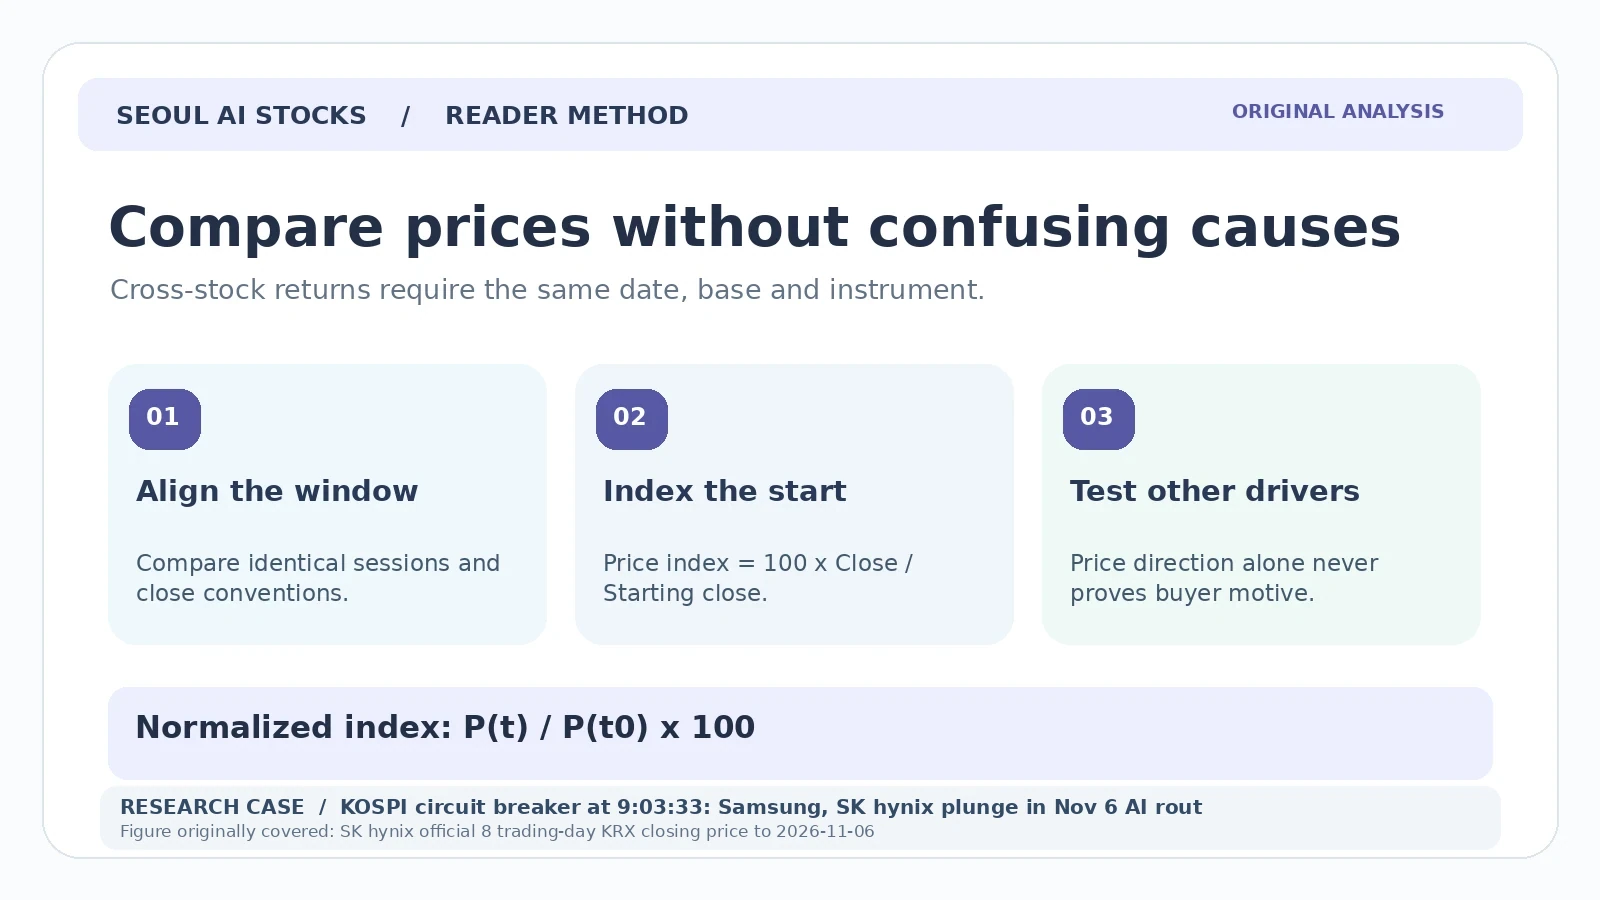 SEOUL AI STOCKS / READER METHOD
ORIGINAL ANALYSIS
Compare prices without confusing causes
Cross-stock returns require the same date, base and instrument.
01
Align the window
Compare identical sessions and
close conventions.
02
Index the start
Price index = 100 x Close /
Starting close.
03
Test other drivers
Price direction alone never
proves buyer motive.
Normalized index: P(t) / P(t0) x 100
RESEARCH CASE / KOSPI circuit breaker at 9:03:33: Samsung, SK hynix plunge in Nov 6 AI rout
Figure originally covered: SK hynix official 8 trading-day KRX closing price to 2026-11-06